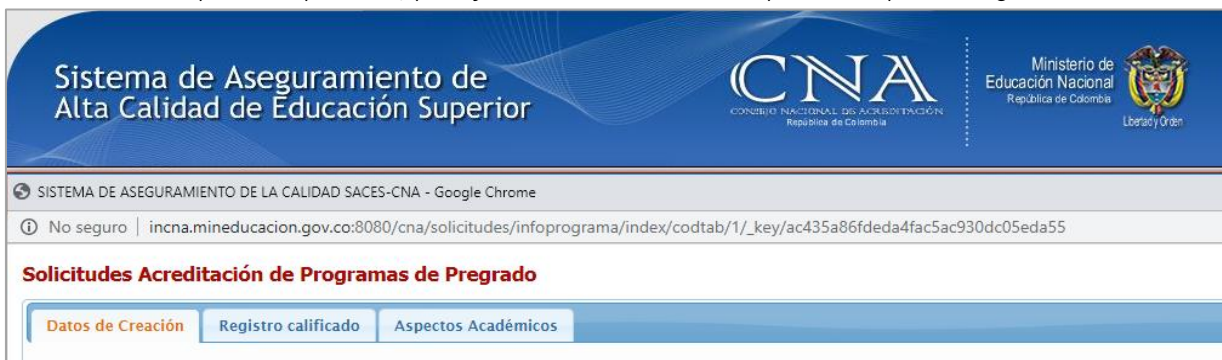 Sistema de Aseguramiento de
Alta Calidad de Educación Superior
CNA
CONSEJO NACIONAL DE ACREDITACIÓN
República de Colombia
Ministerio de
Educación Nacional
República de Colombia
Libertad y Orden
SISTEMA DE ASEGURAMIENTO DE LA CALIDAD SACES-CNA - Google Chrome
No seguro | incna.mineducacion.gov.co:8080/cna/solicitudes/infoprograma/index/codtab/1/_key/ac435a86fdeda4fac5ac930dc05eda55
Solicitudes Acreditación de Programas de Pregrado
Datos de Creación Registro calificado Aspectos Académicos